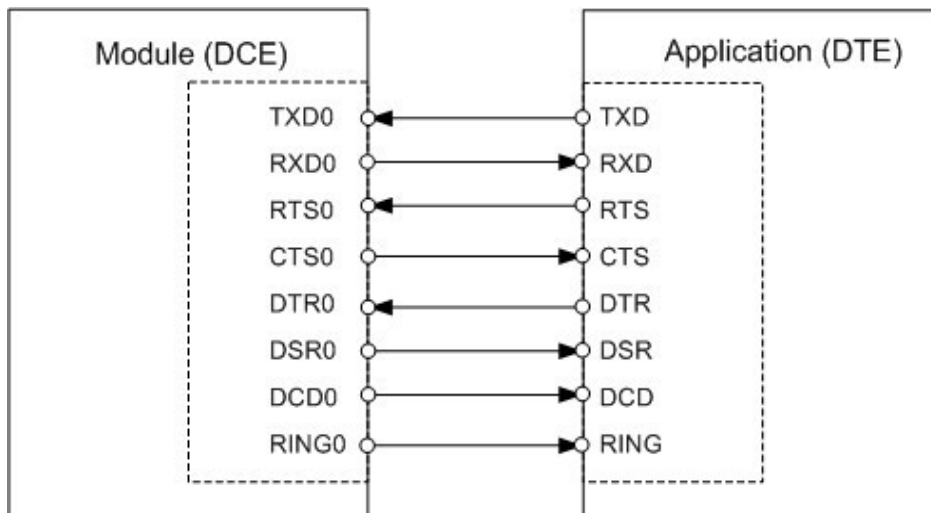 Module (DCE) Application (DTE)
TXD0 TXD
RXD0 RXD
RTS0 RTS
CTS0 CTS
DTR0 DTR
DSR0 DSR
DCD0 DCD
RING0 RING